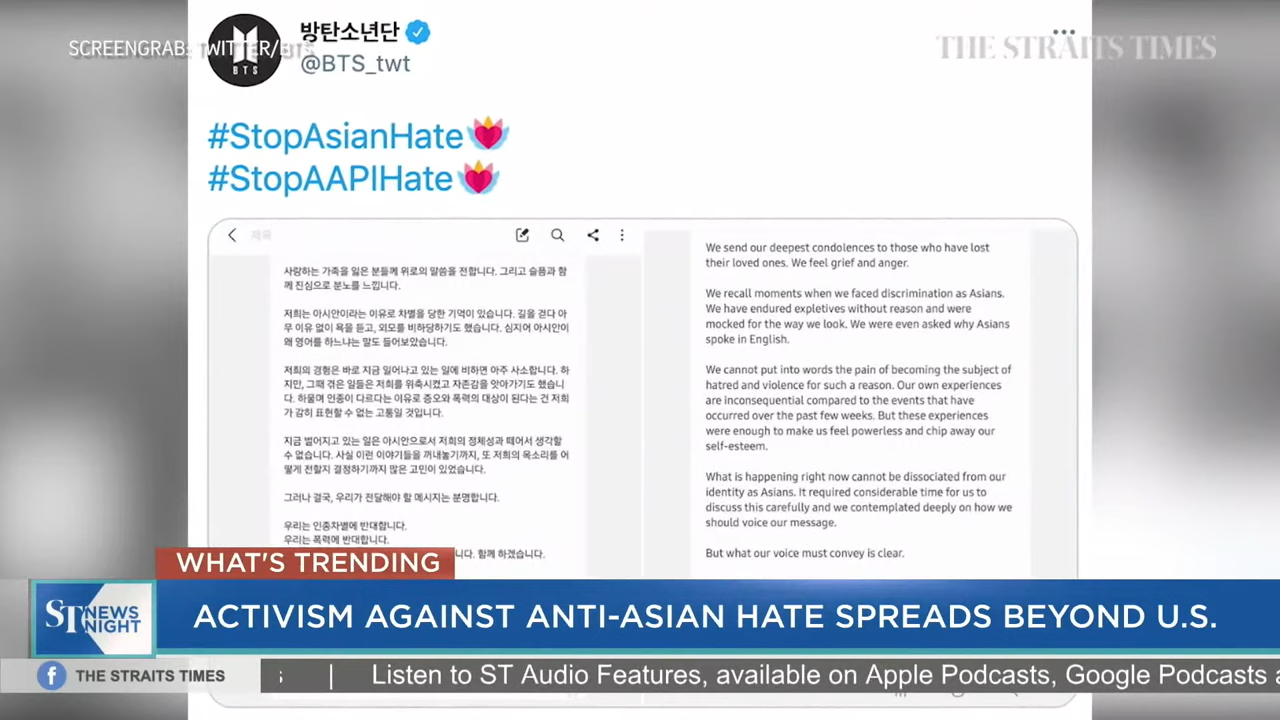 SCREENGRAB: TWITTER/BTS
THE STRAITS TIMES
BTS
방탄소년단
@BTS_twt
#StopAsianHate
#StopAAPIHate
제목
사랑하는 가족을 잃은 분들께 위로의 말씀을 전합니다. 그리고 슬픔과 함
께 진심으로 분노를 느낍니다.
저희는 아시안이라는 이유로 차별을 당한 기억이 있습니다. 길을 걷다 아
무 이유 없이 욕을 듣고, 외모를 비하당하기도 했습니다. 심지어 아시안이
왜 영어를 하느냐는 말도 들어보았습니다.
저희의 경험은 바로 지금 일어나고 있는 일에 비하면 아주 사소합니다. 하
지만, 그때 겪은 일들은 저희를 위축시켰고 자존감을 앗아가기도 했습니
다. 하물며 인종이 다르다는 이유로 증오와 폭력의 대상이 된다는 건 저희
가 감히 표현할 수 없는 고통일 것입니다.
지금 벌어지고 있는 일은 아시안으로서 저희의 정체성과 떼어서 생각할
수 없습니다. 사실 이런 이야기들을 꺼내놓기까지, 또 저희의 목소리를 어
떻게 전할지 결정하기까지 많은 고민이 있었습니다.
그러나 결국, 우리가 전달해야 할 메시지는 분명합니다.
우리는 인종차별에 반대합니다.
우리는 폭력에 반대합니다.
니다. 함께 하겠습니다.
We send our deepest condolences to those who have lost
their loved ones. We feel grief and anger.
We recall moments when we faced discrimination as Asians.
We have endured expletives without reason and were
mocked for the way we look. We were even asked why Asians
spoke in English.
We cannot put into words the pain of becoming the subject of
hatred and violence for such a reason. Our own experiences
are inconsequential compared to the events that have
occurred over the past few weeks. But these experiences
were enough to make us feel powerless and chip away our
self-esteem.
What is happening right now cannot be dissociated from our
identity as Asians. It required considerable time for us to
discuss this carefully and we contemplated deeply on how we
should voice our message.
But what our voice must convey is clear.
WHAT'S TRENDING
ST NEWS NIGHT
ACTIVISM AGAINST ANTI-ASIAN HATE SPREADS BEYOND U.S.
THE STRAITS TIMES
s | Listen to ST Audio Features, available on Apple Podcasts, Google Podcasts a